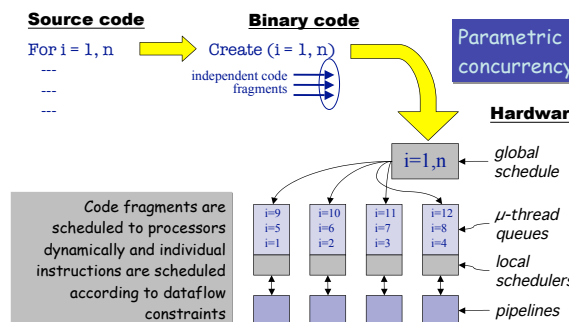 Source code
Binary code
For i = 1, n
Create (i = 1, n)
---
---
---
independent code
fragments
Parametric
concurrency
Hardwar
i=1,n
global
schedule
Code fragments are
scheduled to processors
dynamically and individual
instructions are scheduled
according to dataflow
constraints
i=9
i=5
i=1
i=10
i=6
i=2
i=11
i=7
i=3
i=12
i=8
i=4
μ-thread
queues
local
schedulers
pipelines